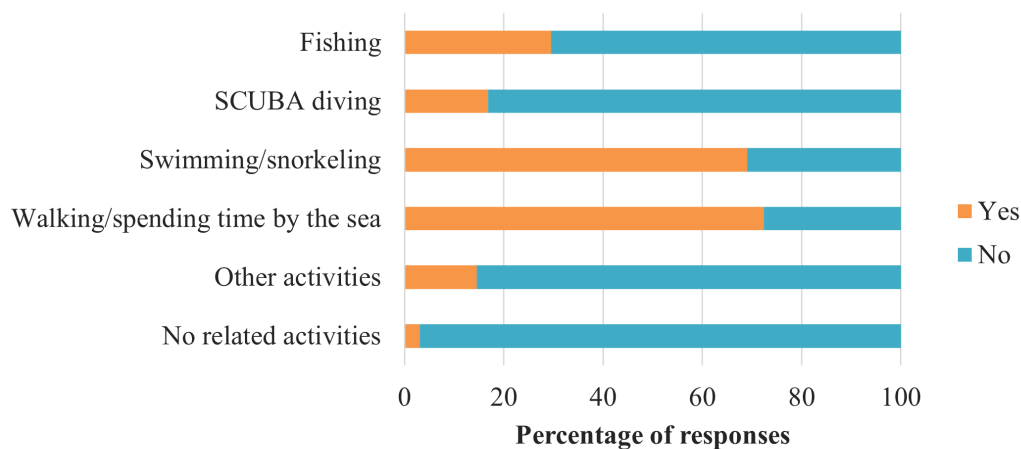 Fishing
SCUBA diving
Swimming/snorkeling
Walking/spending time by the sea
Other activities
No related activities
Yes
No
0 20 40 60 80 100
Percentage of responses